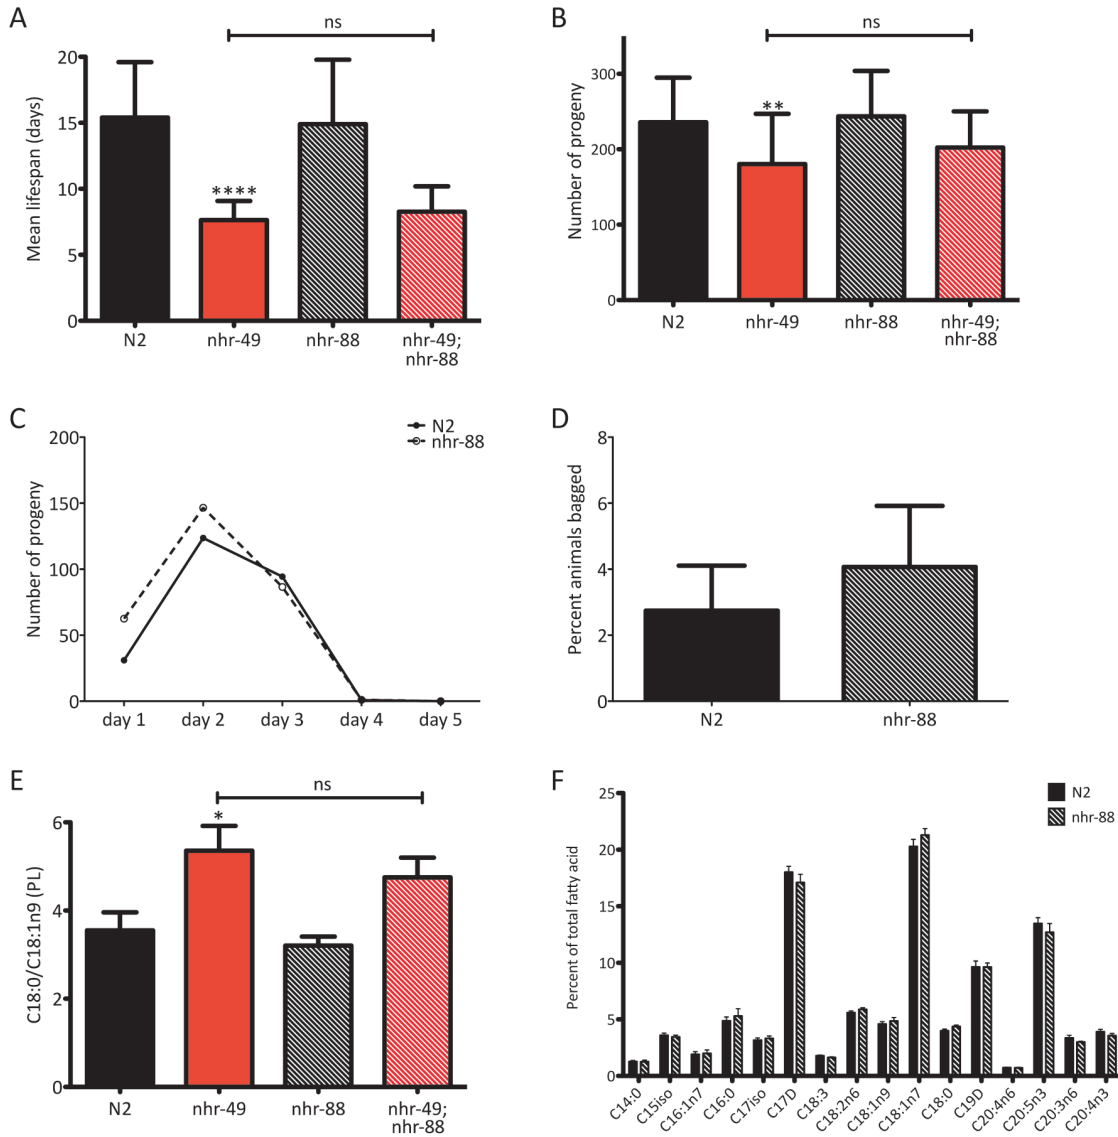 A
ns
Mean lifespan (days)
20
15
10
5
0
****
N2
nhr-49
nhr-88
nhr-49;
nhr-88
B
ns
Number of progeny
300
200
100
0
**
N2
nhr-49
nhr-88
nhr-49;
nhr-88
C
N2
nhr-88
Number of progeny
200
150
100
50
0
day 1
day 2
day 3
day 4
day 5
D
Percent animals bagged
8
6
4
2
0
N2
nhr-88
E
ns
C18:0/C18:1n9 (PL)
6
4
2
0
*
N2
nhr-49
nhr-88
nhr-49;
nhr-88
F
N2
nhr-88
Percent of total fatty acid
25
20
15
10
5
0
C14:0
C15iso
C16:1n7
C16:0
C17iso
C17D
C18:3
C18:2n6
C18:1n9
C18:1n7
C18:0
C19D
C20:4n6
C20:5n3
C20:3n6
C20:4n3